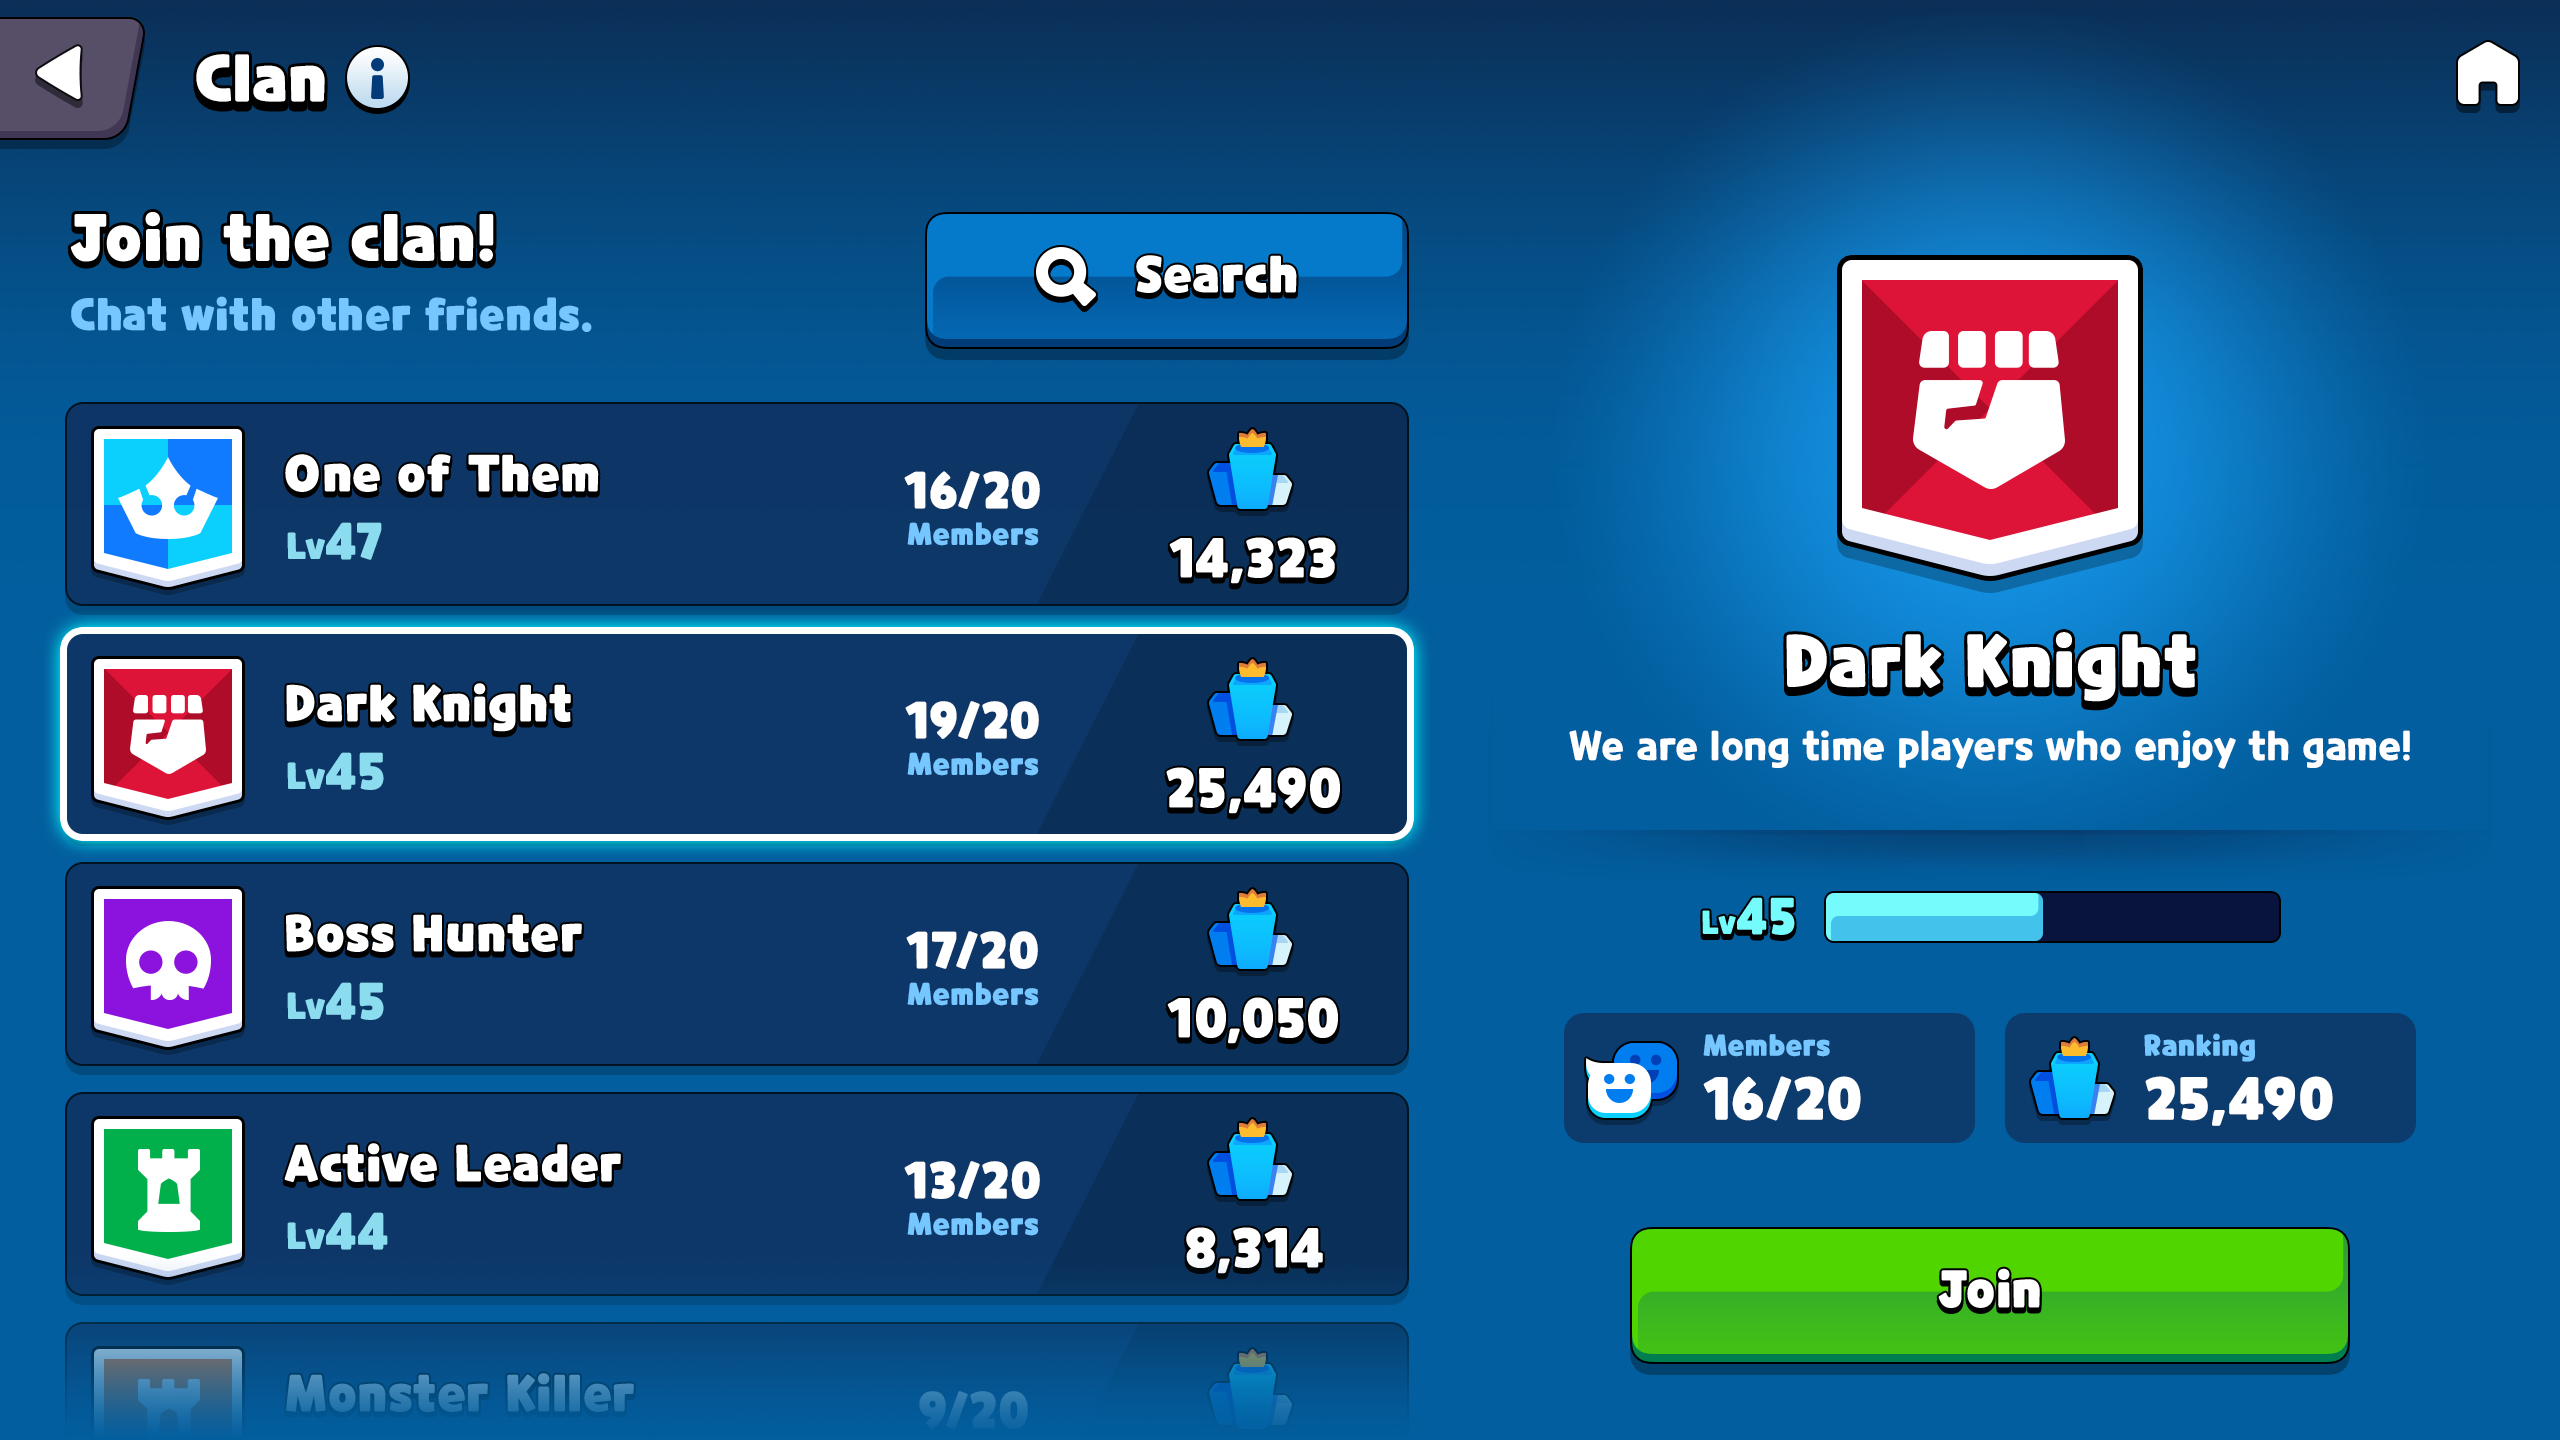 Clan
Join the clan!
Chat with other friends.
Search
One of Them
Lv47
16/20
Members
14,323
Dark Knight
Lv45
19/20
Members
25,490
Boss Hunter
Lv45
17/20
Members
10,050
Active Leader
Lv44
13/20
Members
8,314
Monster Killer
9/20
Dark Knight
We are long time players who enjoy th game!
Lv45
Members
16/20
Ranking
25,490
Join